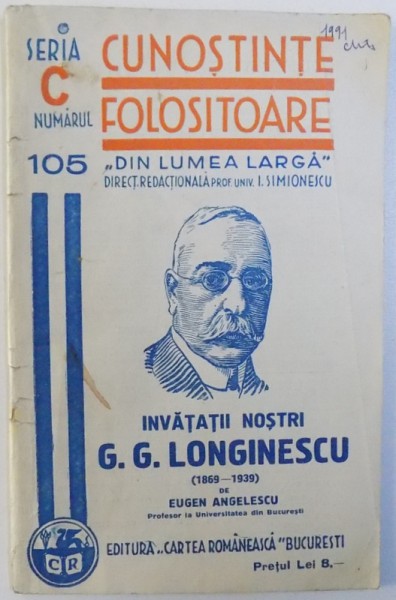 SERIA
C
NUMĂRUL
105
CUNOȘTINȚE
FOLOSITOARE
„DIN LUMEA LARGĂ"
DIRECT. REDACȚIONALĂ PROF. UNIV. I. SIMIONESCU
1991
INVĂȚAȚII NOȘTRI
G. G. LONGINESCU
(1869—1939)
DE
EUGEN ANGELESCU
Profesor la Universitatea din București
CR
EDITURA „CARTEA ROMÂNEASCĂ" BUCUREȘTI
Prețul Lei 8.—